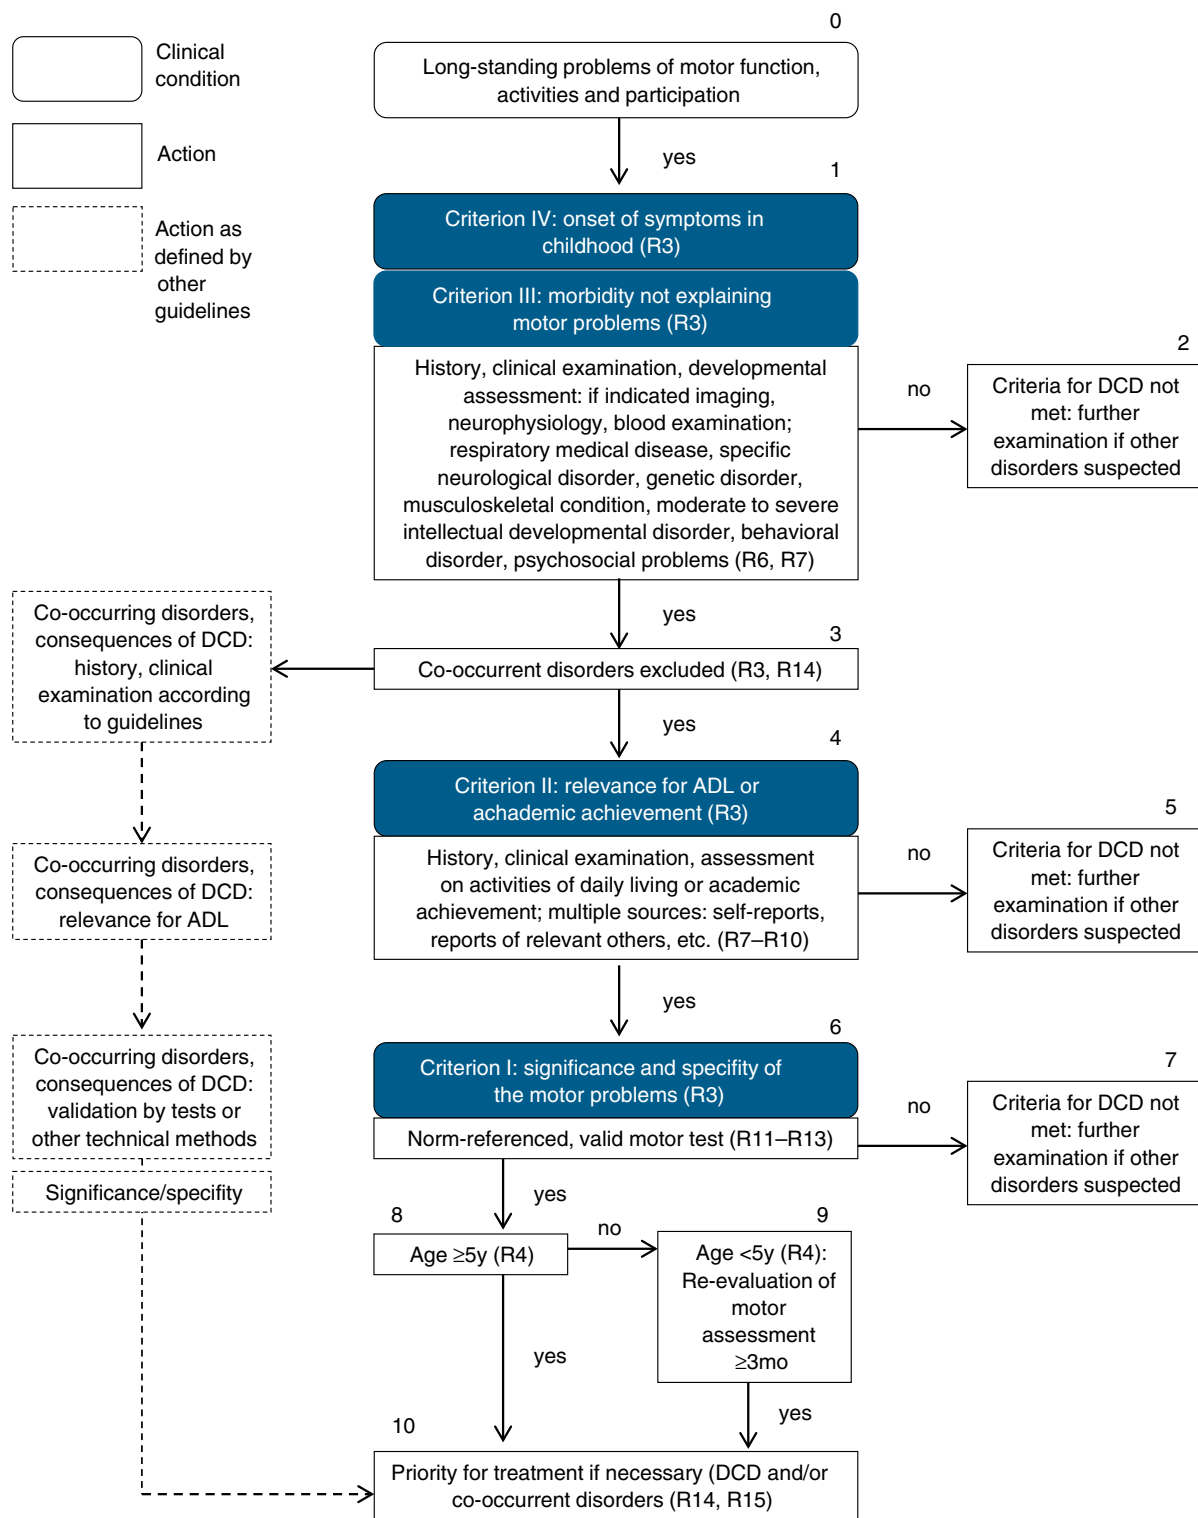 Clinical
condition
Action
Action as
defined by
other
guidelines
0
Long-standing problems of motor function,
activities and participation
yes
1
Criterion IV: onset of symptoms in
childhood (R3)
Criterion III: morbidity not explaining
motor problems (R3)
History, clinical examination, developmental
assessment: if indicated imaging,
neurophysiology, blood examination;
respiratory medical disease, specific
neurological disorder, genetic disorder,
musculoskeletal condition, moderate to severe
intellectual developmental disorder, behavioral
disorder, psychosocial problems (R6, R7)
no
2
Criteria for DCD not
met: further
examination if other
disorders suspected
yes
3
Co-occurrent disorders excluded (R3, R14)
Co-occurring disorders,
consequences of DCD:
history, clinical
examination according
to guidelines
yes
4
Criterion II: relevance for ADL or
achademic achievement (R3)
History, clinical examination, assessment
on activities of daily living or academic
achievement; multiple sources: self-reports,
reports of relevant others, etc. (R7–R10)
no
5
Criteria for DCD not
met: further
examination if other
disorders suspected
Co-occurring disorders,
consequences of DCD:
relevance for ADL
yes
6
Criterion I: significance and specifity of
the motor problems (R3)
Norm-referenced, valid motor test (R11–R13)
no
7
Criteria for DCD not
met: further
examination if other
disorders suspected
Co-occurring disorders,
consequences of DCD:
validation by tests or
other technical methods
Significance/specifity
yes
8
Age ≥5y (R4)
no
9
Age <5y (R4):
Re-evaluation of
motor
assessment
≥3mo
yes
yes
10
Priority for treatment if necessary (DCD and/or
co-occurrent disorders (R14, R15)